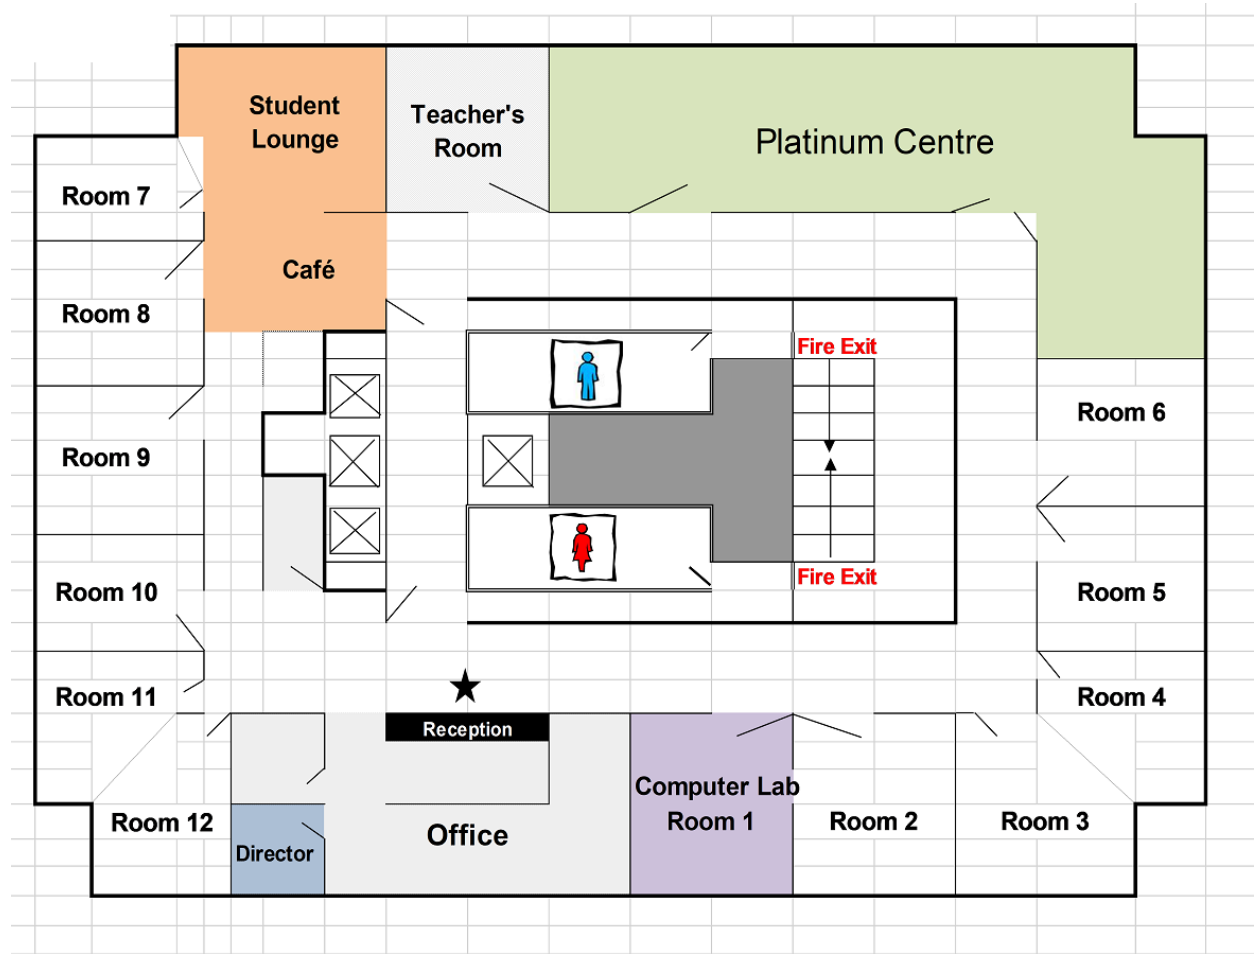 Student
Lounge
Teacher's
Room
Platinum Centre
Room 7
Café
Room 8
Fire Exit
Room 6
Room 9
Fire Exit
Room 10
Room 5
Room 11
Room 4
Reception
Computer Lab
Room 1
Room 12
Office
Room 2
Room 3
Director